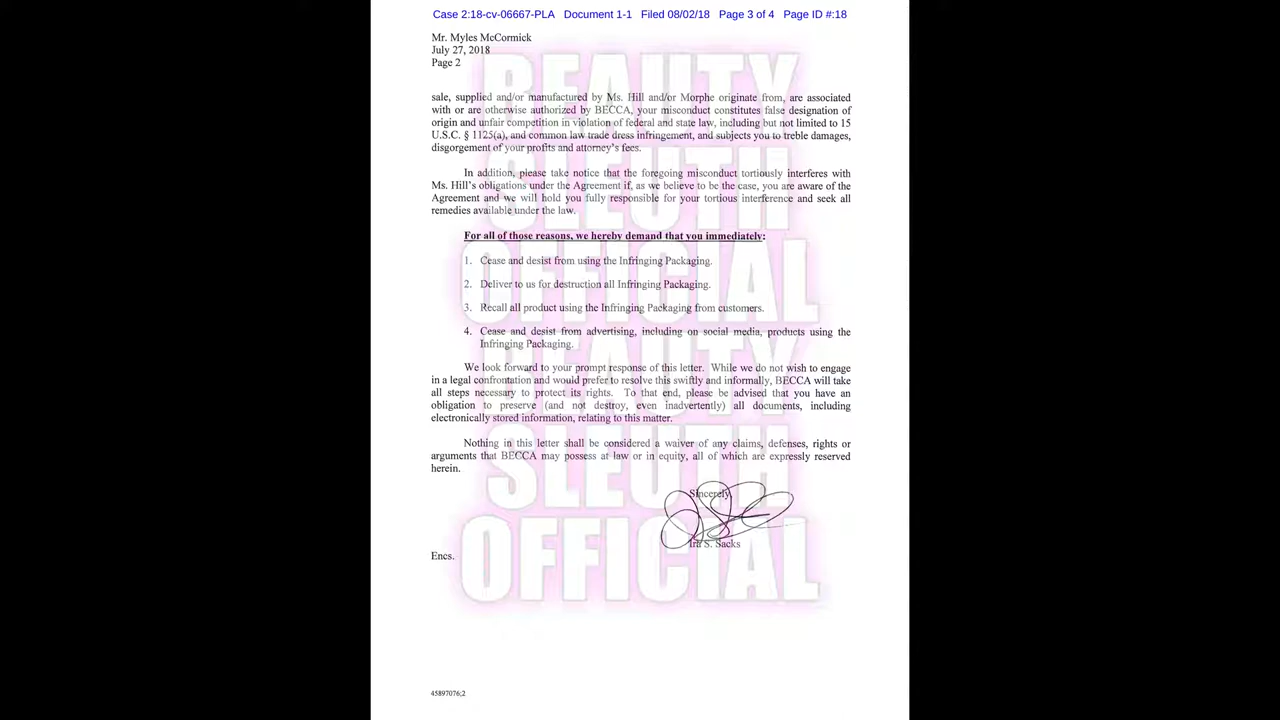 Case 2:18-cv-06667-PLA Document 1-1 Filed 08/02/18 Page 3 of 4 Page ID #:18
Mr. Myles McCormick
July 27, 2018
Page 2
sale, supplied and/or manufactured by Ms. Hill and/or Morphe originate from, are associated
with or are otherwise authorized by BECCA, your misconduct constitutes false designation of
origin and unfair competition in violation of federal and state law, including but not limited to 15
U.S.C. § 1125(a), and common law trade dress infringement, and subjects you to treble damages,
disgorgement of your profits and attorney's fees.
In addition, please take notice that the foregoing misconduct tortiously interferes with
Ms. Hill's obligations under the Agreement if, as we believe to be the case, you are aware of the
Agreement and we will hold you fully responsible for your tortious interference and seek all
remedies available under the law.
For all of those reasons, we hereby demand that you immediately:
1. Cease and desist from using the Infringing Packaging.
2. Deliver to us for destruction all Infringing Packaging.
3. Recall all product using the Infringing Packaging from customers.
4. Cease and desist from advertising, including on social media, products using the
Infringing Packaging.
We look forward to your prompt response of this letter. While we do not wish to engage
in a legal confrontation and would prefer to resolve this swiftly and informally, BECCA will take
all steps necessary to protect its rights. To that end, please be advised that you have an
obligation to preserve (and not destroy, even inadvertently) all documents, including
electronically stored information, relating to this matter.
Nothing in this letter shall be considered a waiver of any claims, defenses, rights or
arguments that BECCA may possess at law or in equity, all of which are expressly reserved
herein.
Sincerely,
Ira S. Sacks
Encs.
45897076;2
BEAUTY
SLEUTH
OFFICIAL
BEAUTY
SLEUTH
OFFICIAL